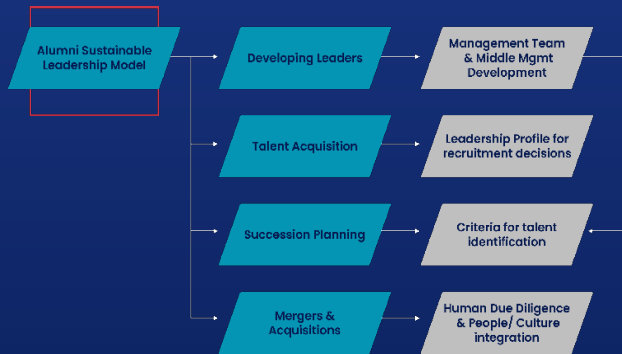 Alumni Sustainable
Leadership Model
Developing Leaders
Management Team
& Middle Mgmt
Development
Talent Acquisition
Leadership Profile for
recruitment decisions
Succession Planning
Criteria for talent
identification
Mergers &
Acquisitions
Human Due Diligence
& People/ Culture
integration